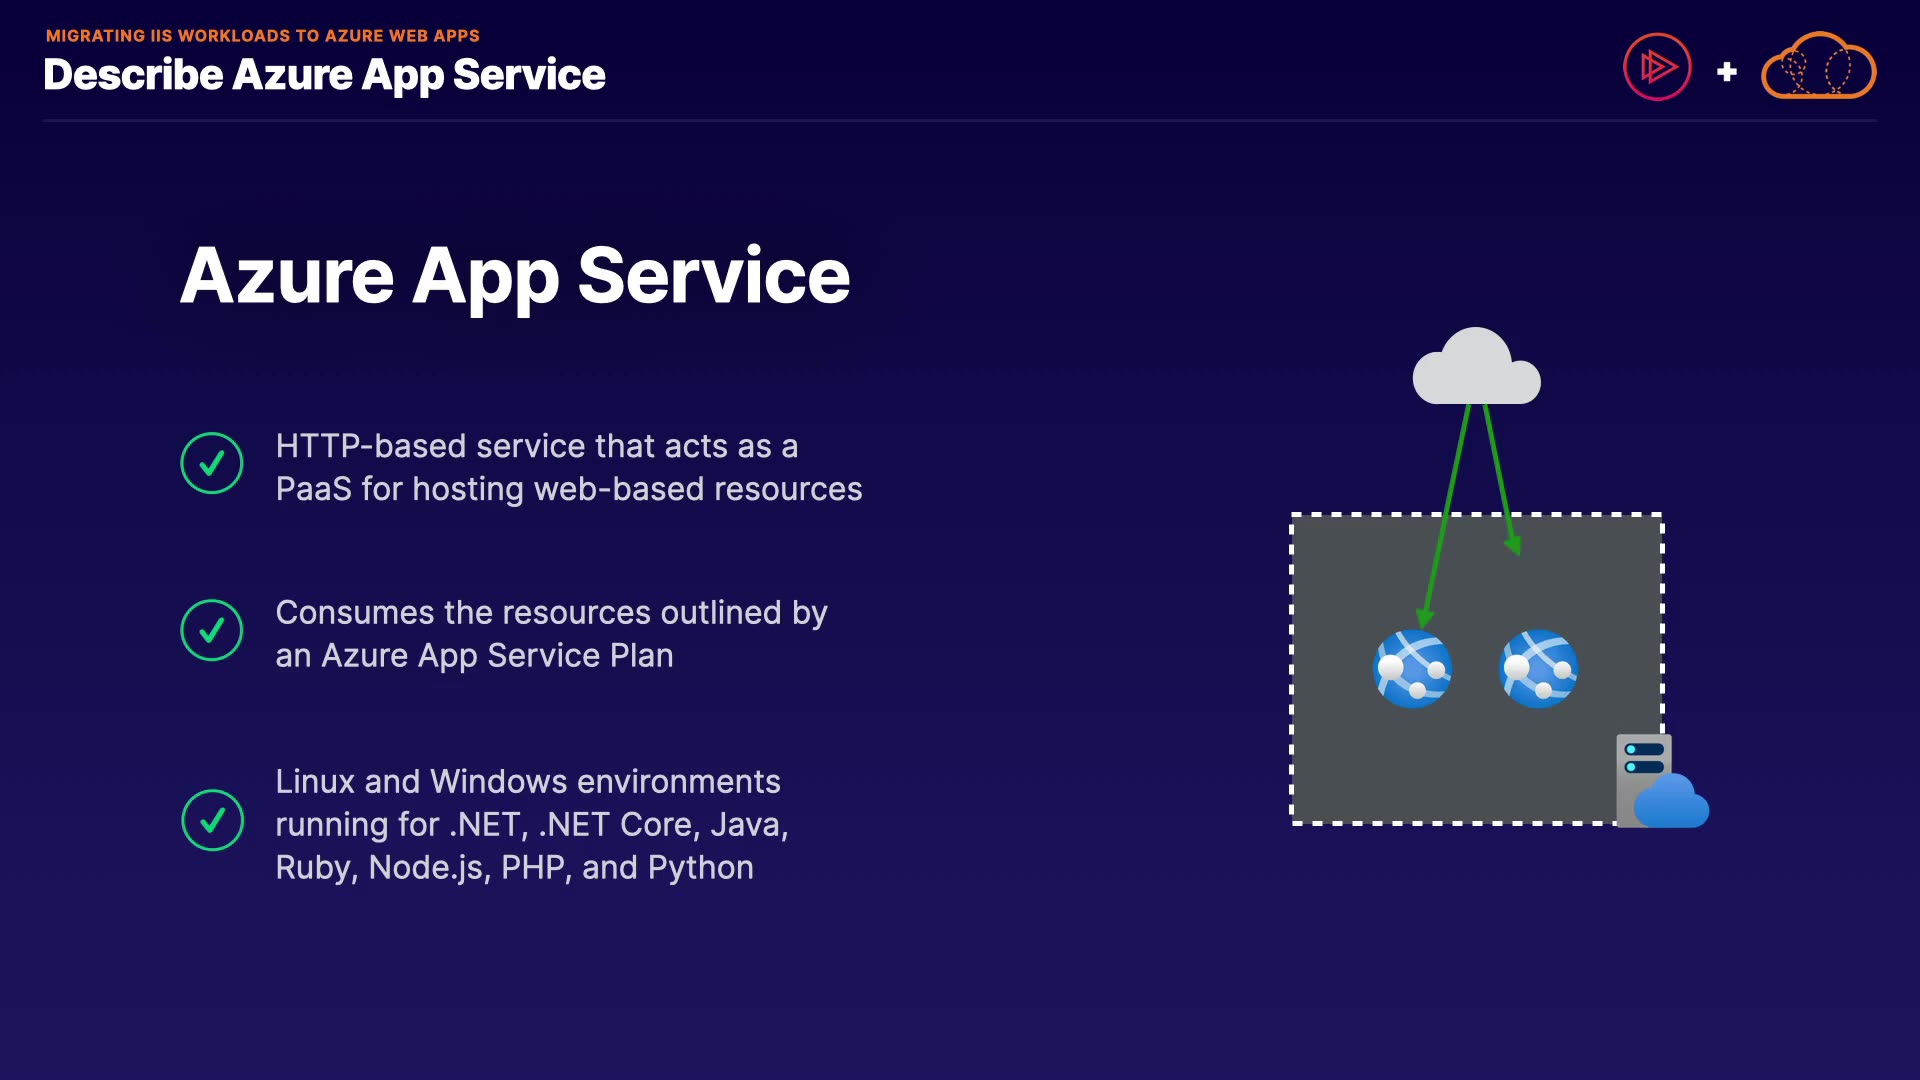 MIGRATING IIS WORKLOADS TO AZURE WEB APPS
Describe Azure App Service
Azure App Service
HTTP-based service that acts as a
PaaS for hosting web-based resources
Consumes the resources outlined by
an Azure App Service Plan
Linux and Windows environments
running for .NET, .NET Core, Java,
Ruby, Node.js, PHP, and Python